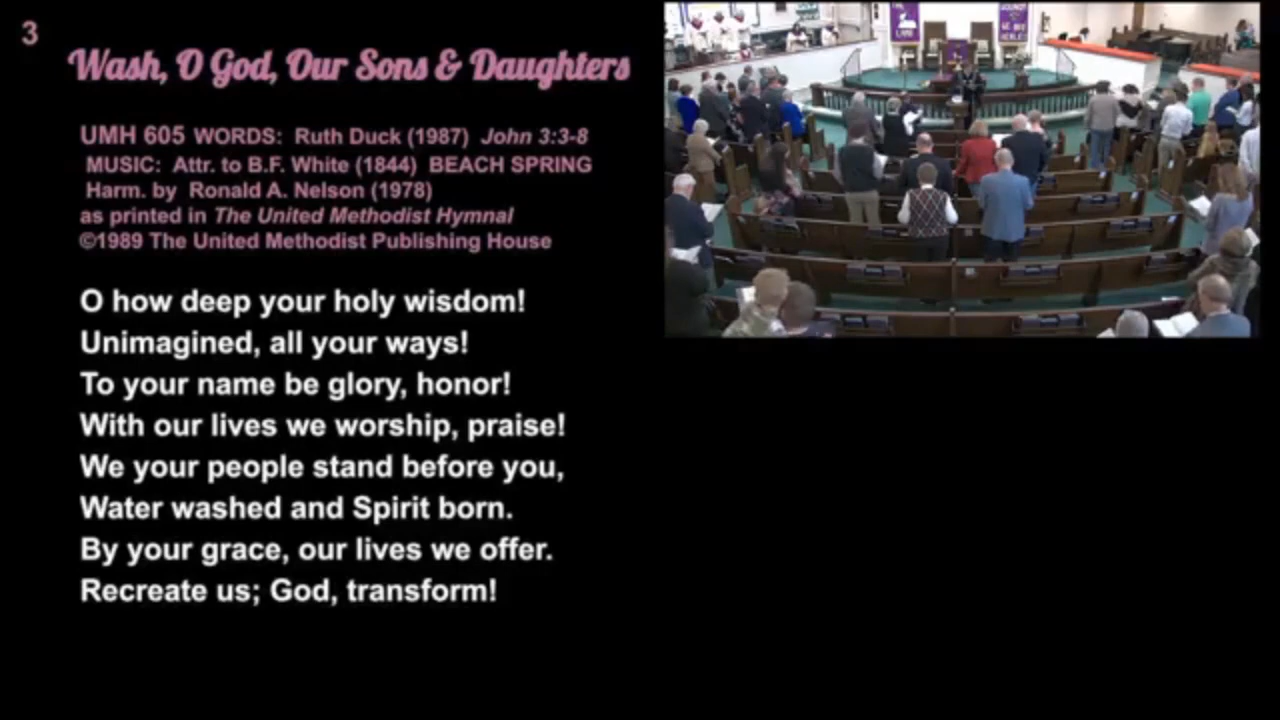 3
Wash, O God, Our Sons & Daughters
UMH 605 WORDS: Ruth Duck (1987) John 3:3-8
MUSIC: Attr. to B.F. White (1844) BEACH SPRING
Harm. by Ronald A. Nelson (1978)
as printed in The United Methodist Hymnal
©1989 The United Methodist Publishing House
O how deep your holy wisdom!
Unimagined, all your ways!
To your name be glory, honor!
With our lives we worship, praise!
We your people stand before you,
Water washed and Spirit born.
By your grace, our lives we offer.
Recreate us; God, transform!